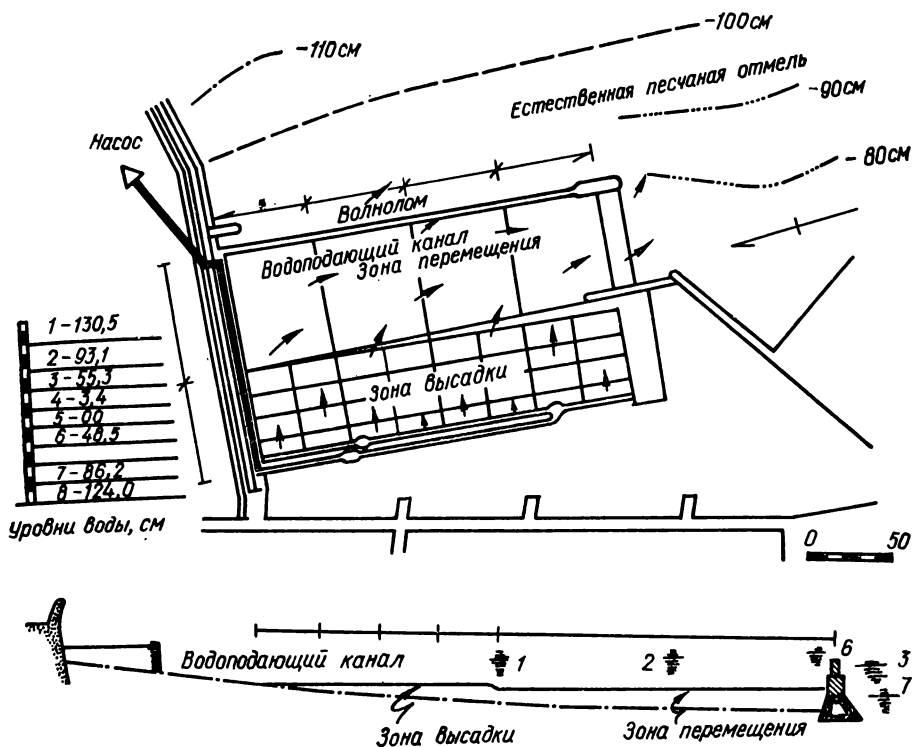 -110см
-100см
Естественная песчаная отмель
-90см
Насос
-80см
Волнолом
Водоподающий канал
Зона перемещения
1-130,5
2-93,1
3-55,3
4-3,4
5-00
6-48,5
7-86,2
8-124.0
Зона высадки
Уровни воды, см
0 50
6
Водоподающий канал
1
2
3
7
Зона высадки
Зона перемещения